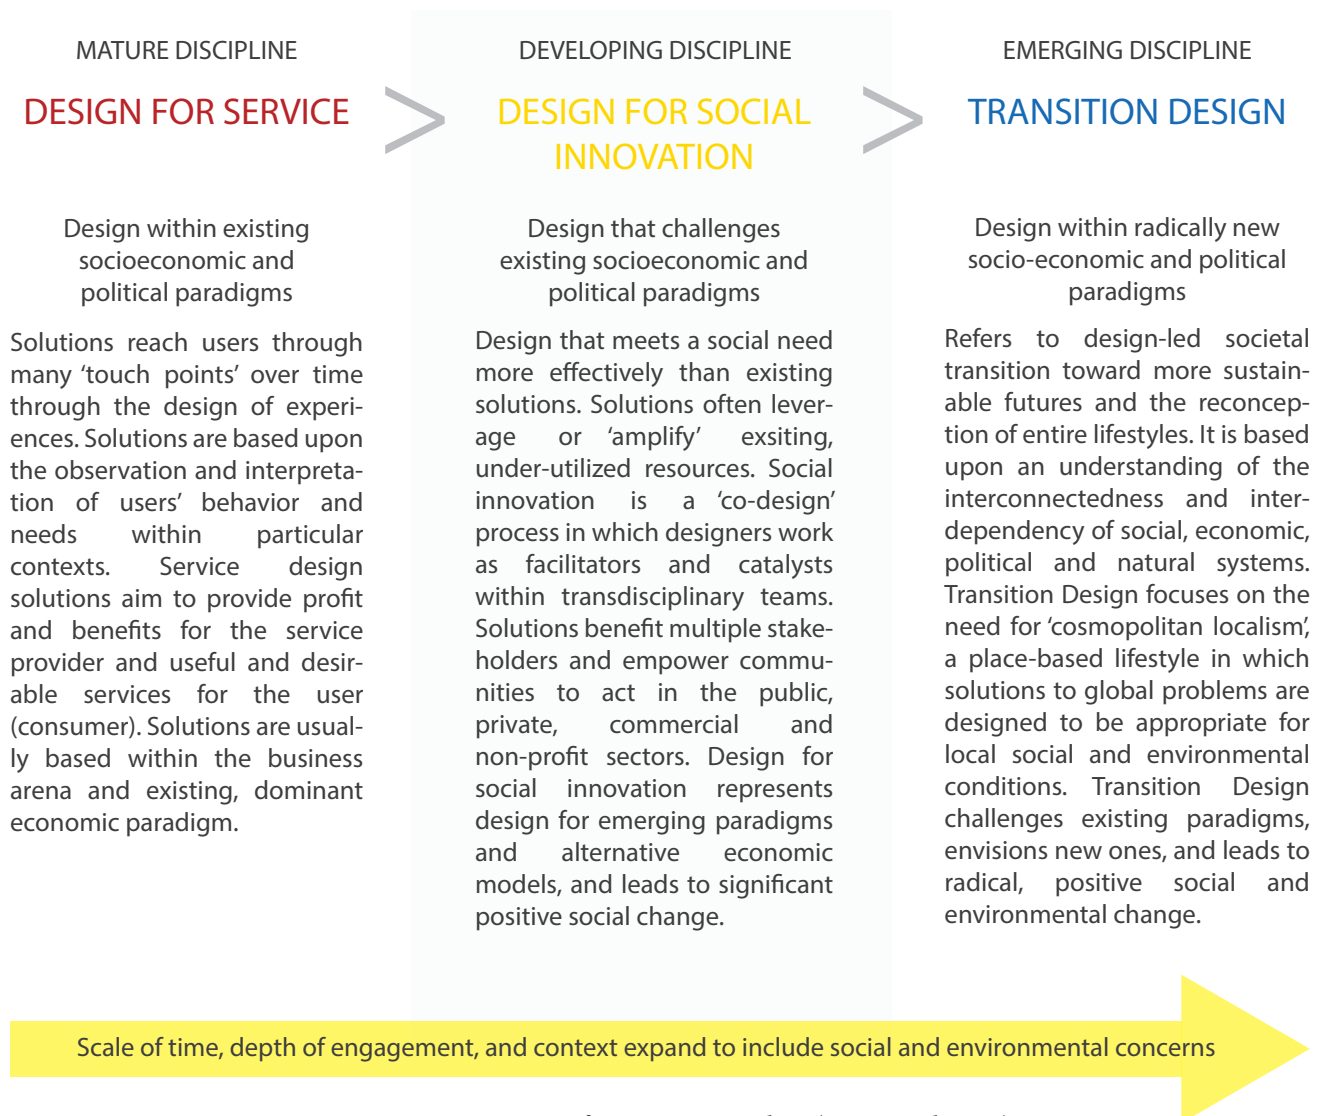 MATURE DISCIPLINE
DESIGN FOR SERVICE
Design within existing
socioeconomic and
political paradigms
Solutions reach users through
many ‘touch points’ over time
through the design of experi-
ences. Solutions are based upon
the observation and interpreta-
tion of users’ behavior and
needs within particular
contexts. Service design
solutions aim to provide profit
and benefits for the service
provider and useful and desir-
able services for the user
(consumer). Solutions are usual-
ly based within the business
arena and existing, dominant
economic paradigm.
>
DEVELOPING DISCIPLINE
DESIGN FOR SOCIAL
INNOVATION
Design that challenges
existing socioeconomic and
political paradigms
Design that meets a social need
more effectively than existing
solutions. Solutions often lever-
age or ‘amplify’ exsiting,
under-utilized resources. Social
innovation is a ‘co-design’
process in which designers work
as facilitators and catalysts
within transdisciplinary teams.
Solutions benefit multiple stake-
holders and empower commu-
nities to act in the public,
private, commercial and
non-profit sectors. Design for
social innovation represents
design for emerging paradigms
and alternative economic
models, and leads to significant
positive social change.
>
EMERGING DISCIPLINE
TRANSITION DESIGN
Design within radically new
socio-economic and political
paradigms
Refers to design-led societal
transition toward more sustain-
able futures and the reconcep-
tion of entire lifestyles. It is based
upon an understanding of the
interconnectedness and inter-
dependency of social, economic,
political and natural systems.
Transition Design focuses on the
need for ‘cosmopolitan localism’,
a place-based lifestyle in which
solutions to global problems are
designed to be appropriate for
local social and environmental
conditions. Transition Design
challenges existing paradigms,
envisions new ones, and leads to
radical, positive social and
environmental change.
Scale of time, depth of engagement, and context expand to include social and environmental concerns